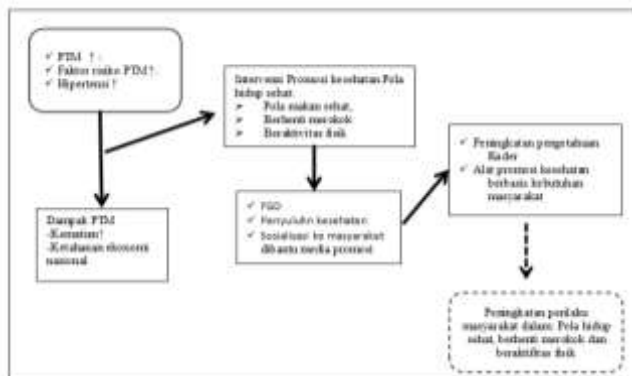 ✓ PTM ↑ .
✓ Faktor risiko PTM↑.
✓ Hipertensi↑
Intervensi Promosi kesehatan Pola
hidup sehat.
➢ Pola makan sehat,
➢ Berhenti merokok
➢ Beraktivitas fisik
✓ Peningkatan pengetahuan
Kader
✓ Alat promosi kesehatan
berbasis kebutuhan
masyarakat
Dampak PTM
-Kematian↑
-Ketahanan ekonomi
nasional
✓ FGD
✓ Penyuluhn kesehatan
✓ Sosialisasi ke masyarakat
dibantu media promosi
Peningkatan perilaku
masyarakat dalam: Pola hidup
sehat, berhenti merokok dan
beraktifitas fisik